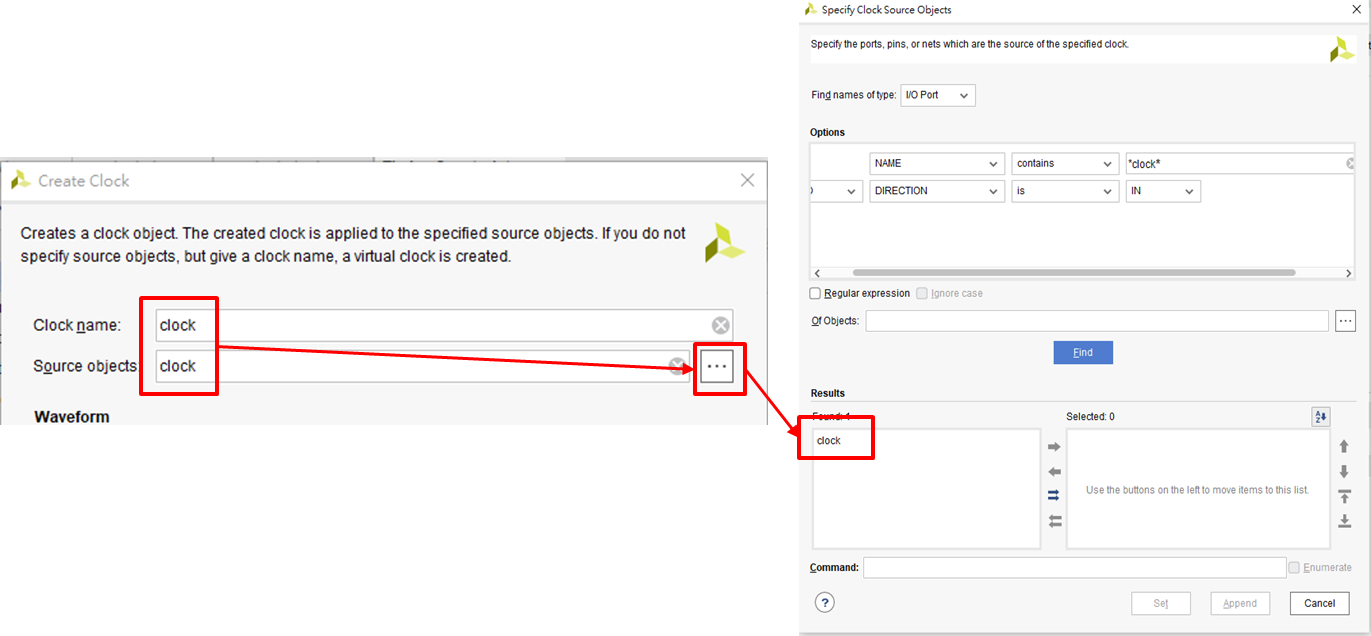 Create Clock
Creates a clock object. The created clock is applied to the specified source objects. If you do not
specify source objects, but give a clock name, a virtual clock is created.
Clock name: clock
Source objects clock
...
Waveform
Specify Clock Source Objects
Specify the ports, pins, or nets which are the source of the specified clock.
Find names of type: I/O Port
Options
NAME contains *clock*
DIRECTION is IN
Regular expression Ignore case
Of Objects: ...
Find
Results
Found: 1 Selected: 0
clock
Use the buttons on the left to move items to this list.
Command: Enumerate
? Set Append Cancel